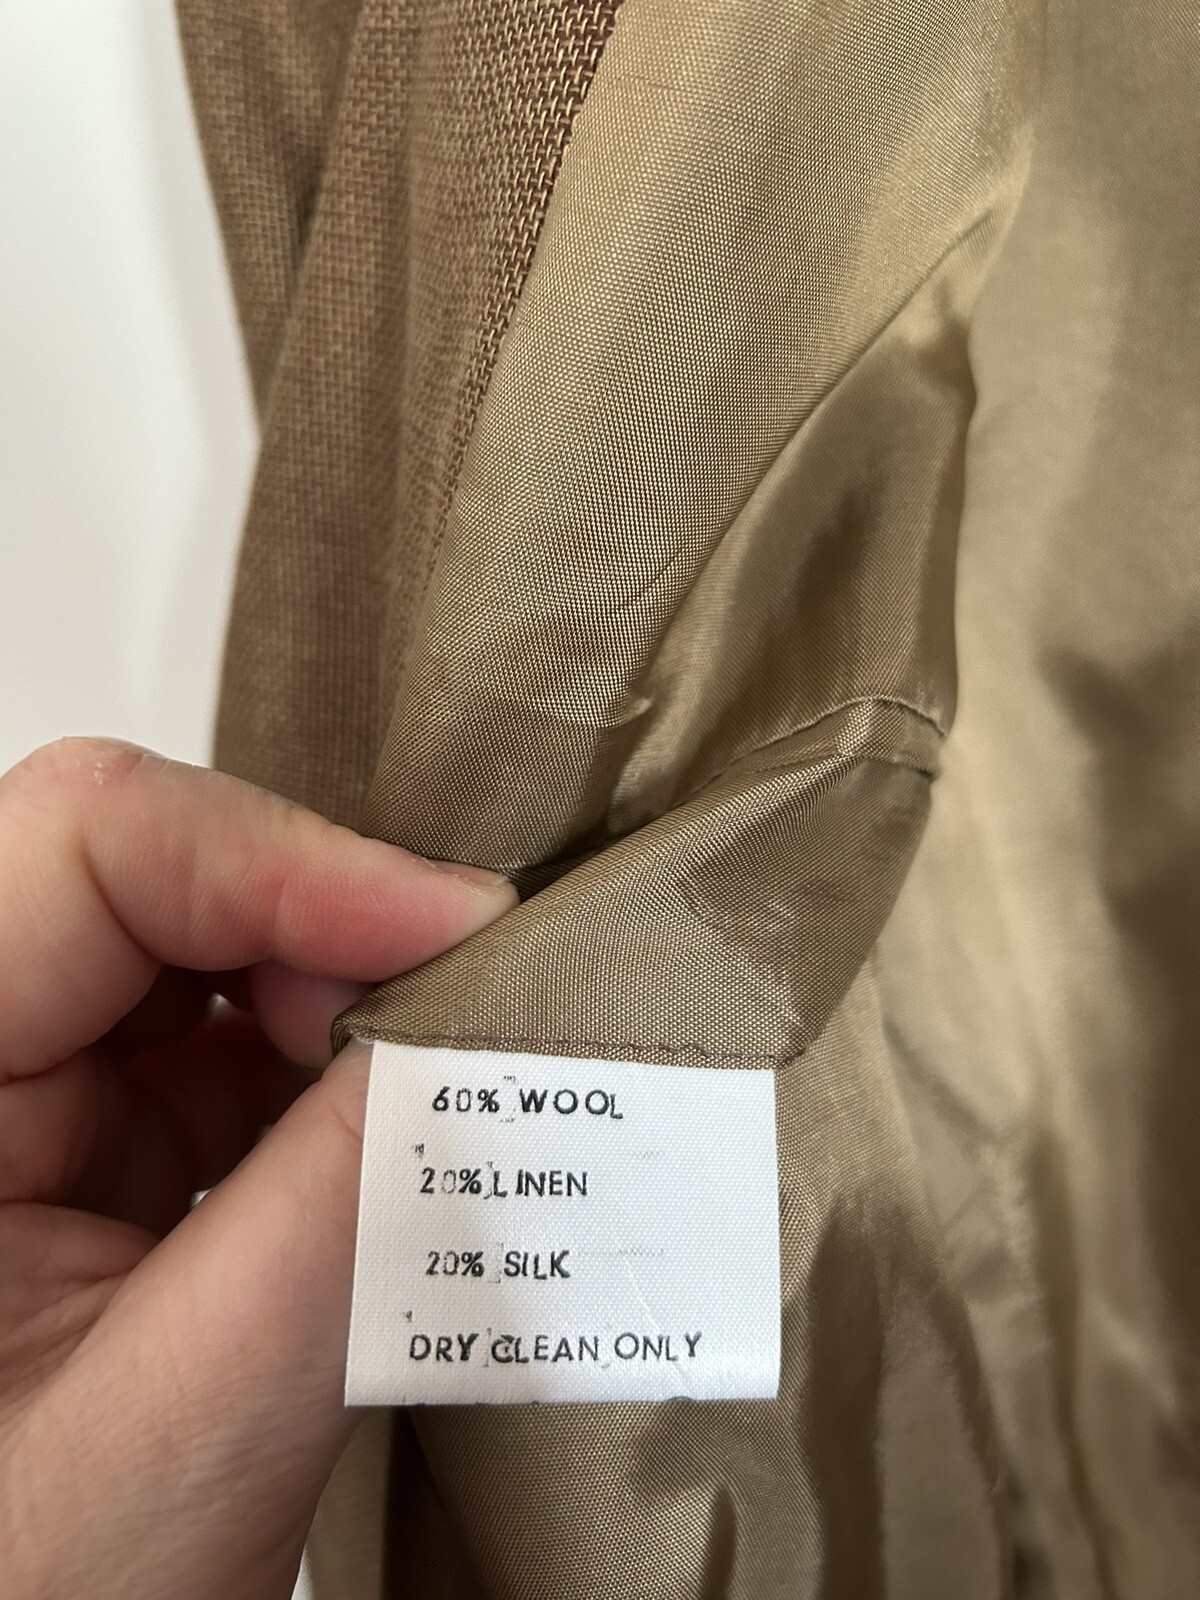 60% WOOL
20% LINEN
20% SILK
DRY CLEAN ONLY